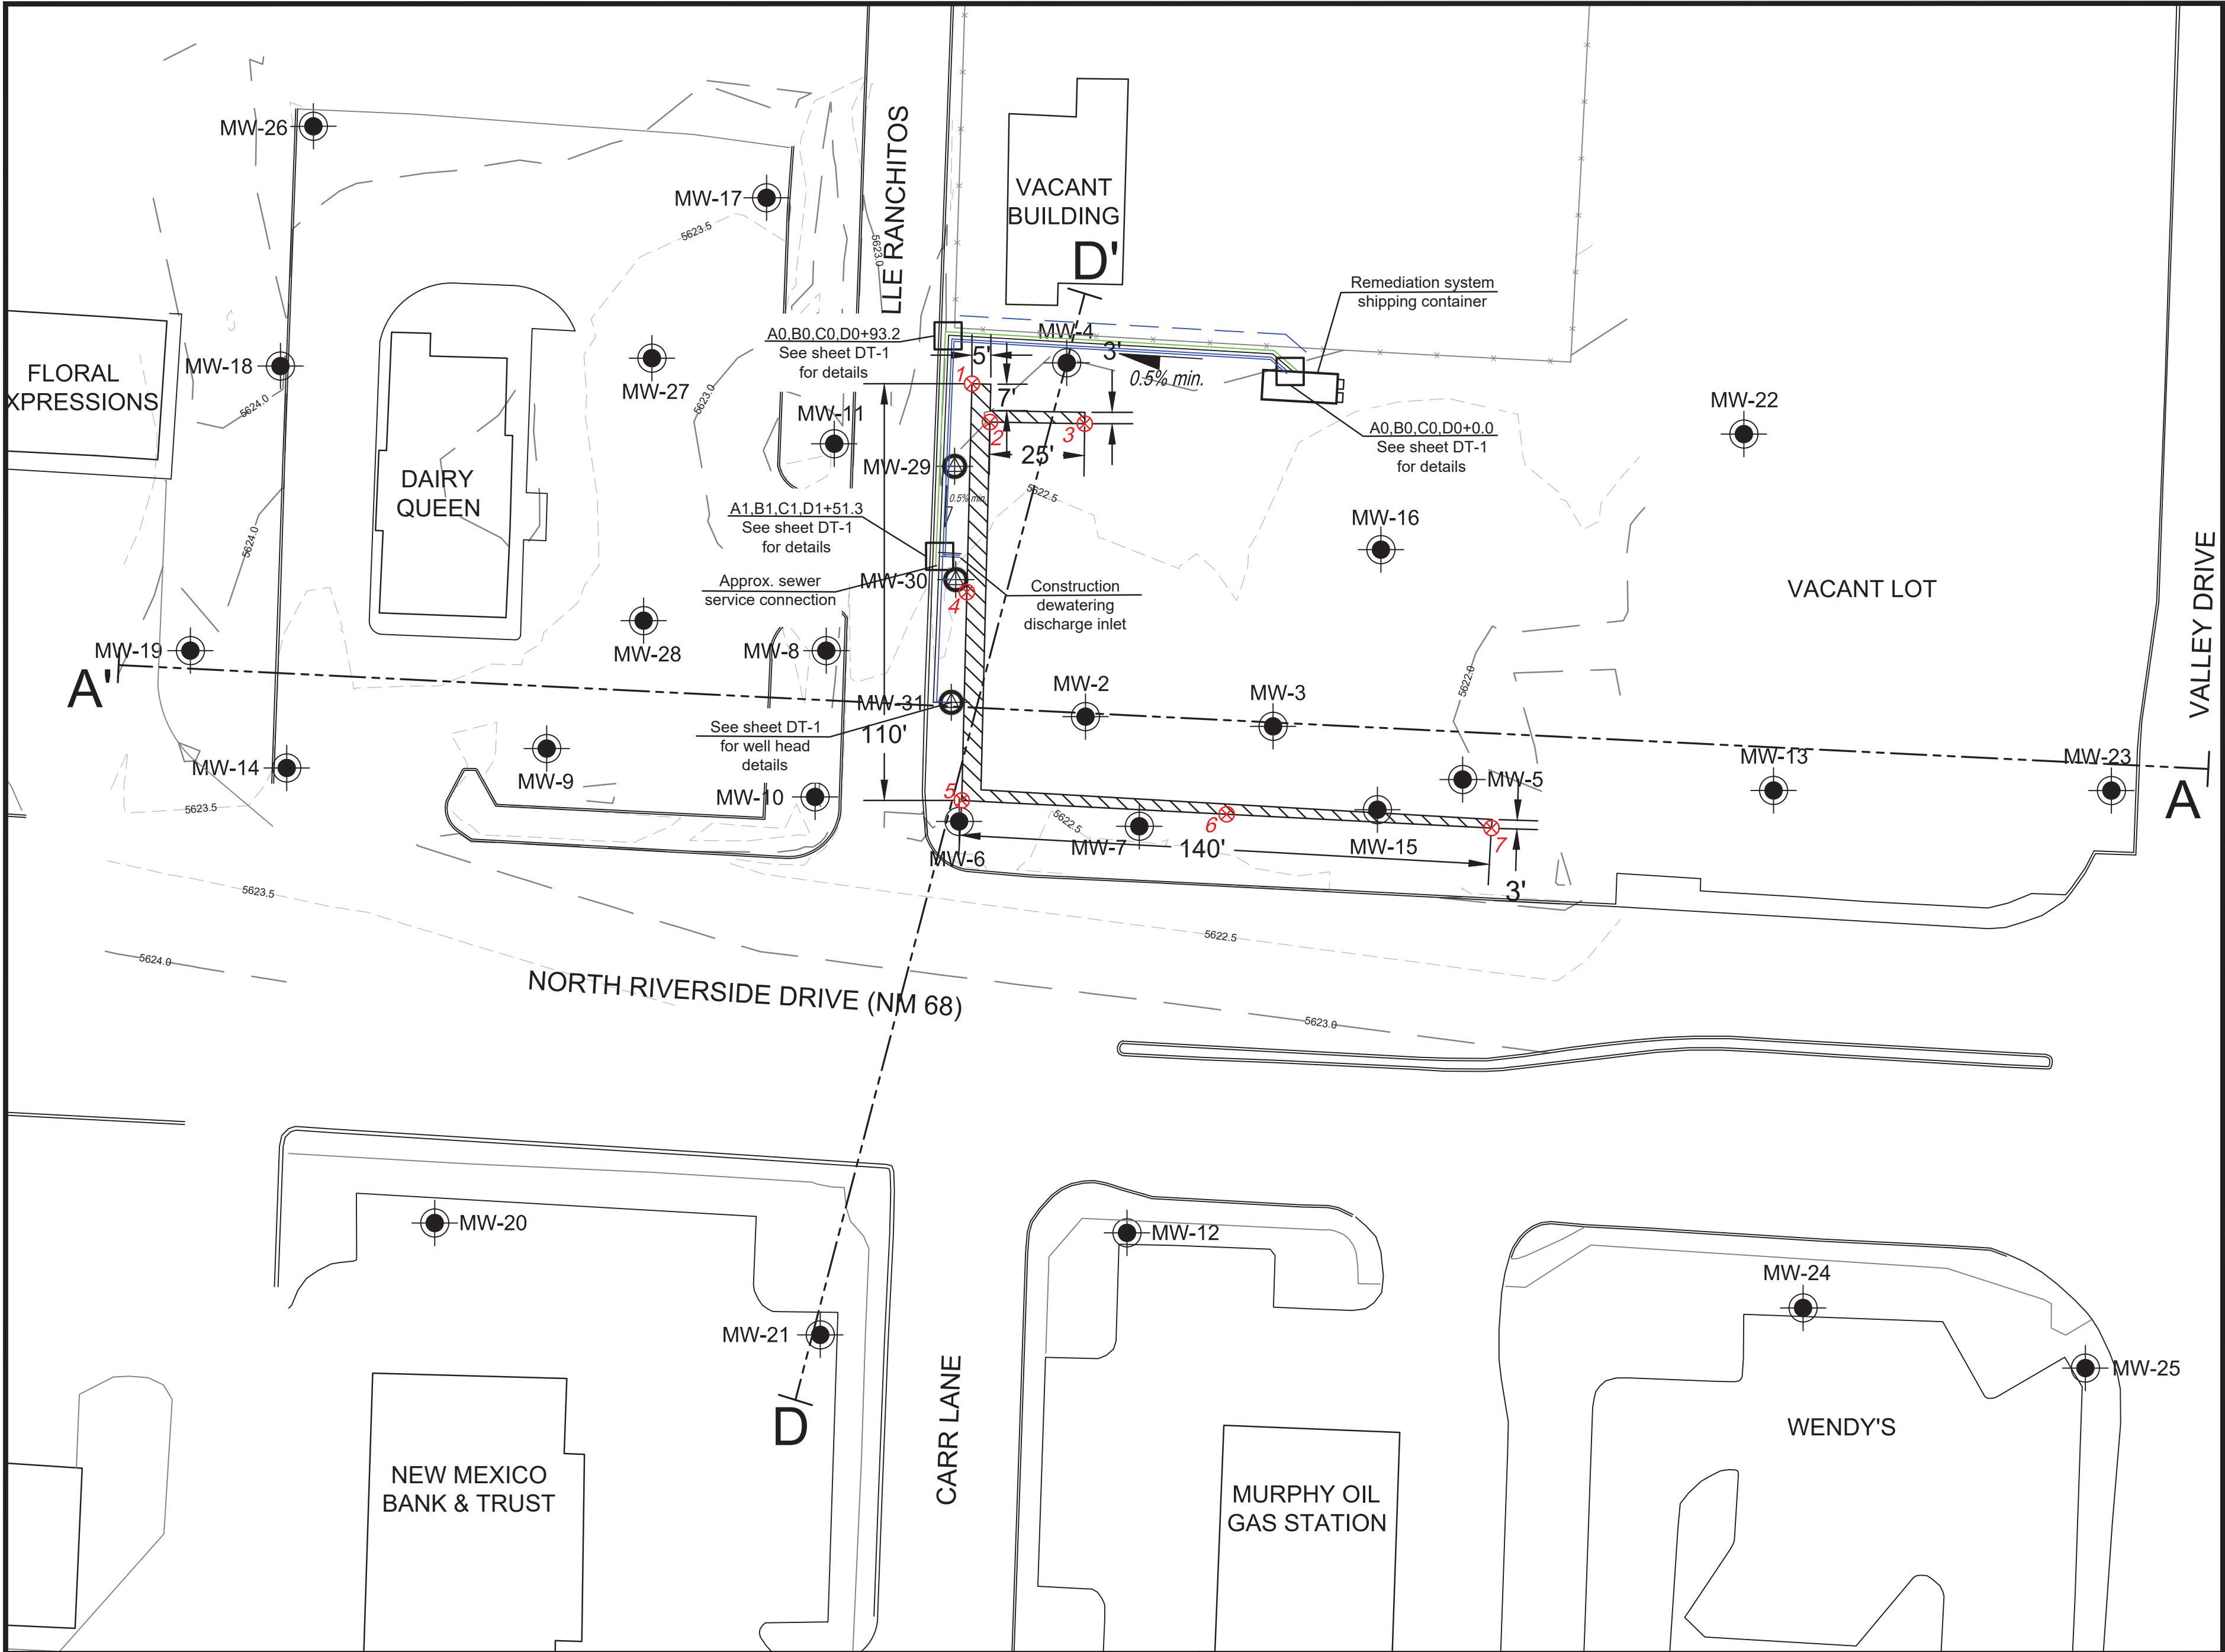 MW-26
MW-17
5623.5
5623.0
LLE RANCHITOS
VACANT
BUILDING
D'
Remediation system
shipping container
A0,B0,C0,D0+93.2
See sheet DT-1
for details
MW-4
5'
3'
0.5% min.
FLORAL
XPRESSIONS
MW-18
5624.0
MW-27
5623.0
1
7'
MW-11
2
3
25'
MW-22
A0,B0,C0,D0+0.0
See sheet DT-1
for details
DAIRY
QUEEN
MW-29
0.5% min.
5622.5
A1,B1,C1,D1+51.3
See sheet DT-1
for details
5624.0
MW-16
Approx. sewer
service connection
MW-30
4
Construction
dewatering
discharge inlet
VACANT LOT
VALLEY DRIVE
MW-19
A'
MW-28
MW-8
MW-31
MW-2
MW-3
5622.0
See sheet DT-1
for well head
details
110'
MW-14
MW-9
MW-10
5
MW-5
MW-13
MW-23
A
5623.5
5622.5
6
7
MW-6
MW-7
140'
MW-15
3'
5623.5
5622.5
5624.0
NORTH RIVERSIDE DRIVE (NM 68)
5623.0
MW-20
MW-12
MW-24
MW-21
MW-25
D
CARR LANE
WENDY'S
NEW MEXICO
BANK & TRUST
MURPHY OIL
GAS STATION